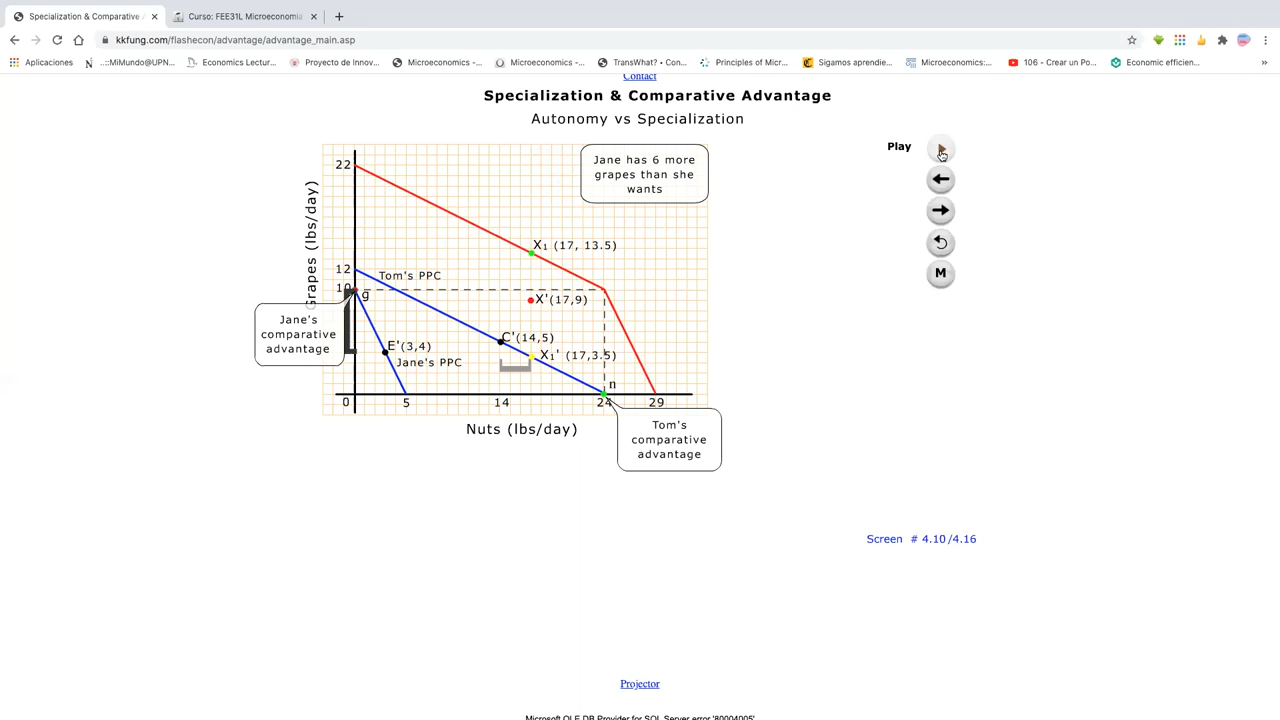 Specialization & Comparative A
Curso: FEE31L Microeconomía
kkfung.com/flashecon/advantage/advantage_main.asp
Aplicaciones
..::MiMundo@UPN...
Economics Lectur...
Proyecto de Innov...
Microeconomics -...
Microeconomics -...
TransWhat? • Con...
Principles of Micr...
Sigamos aprendie...
Microeconomics:...
106 - Crear un Po...
Economic efficien...
»
Contact
Specialization & Comparative Advantage
Autonomy vs Specialization
Play
M
Jane has 6 more
grapes than she
wants
22
12
10
Grapes (lbs/day)
X₁ (17, 13.5)
Tom's PPC
g
X'(17,9)
Jane's
comparative
advantage
C'(14,5)
E'(3,4)
X₁' (17,3.5)
Jane's PPC
n
0
5
14
24
29
Nuts (lbs/day)
Tom's
comparative
advantage
Screen # 4.10/4.16
Projector
Microsoft OLE DB Provider for SQL Server error '80004005'